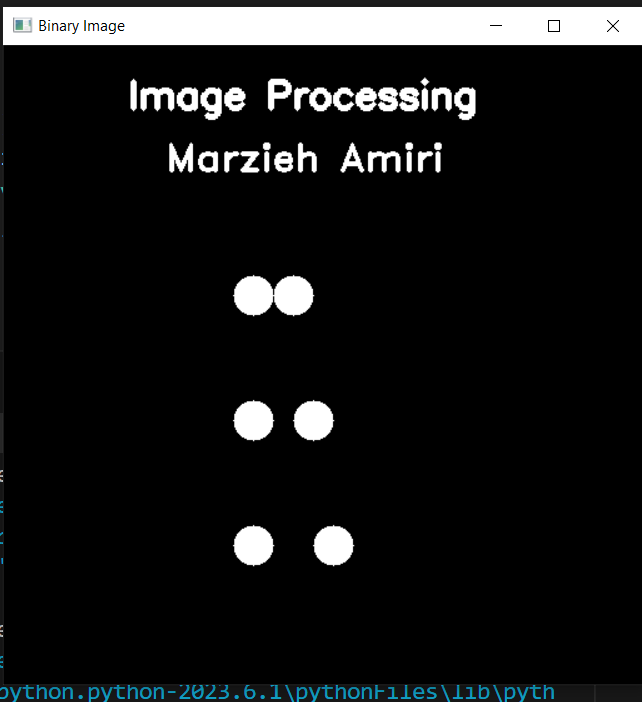 Binary Image
Image Processing
Marzieh Amiri
python.python-2023.6.1\pythonFiles\lib\pyth